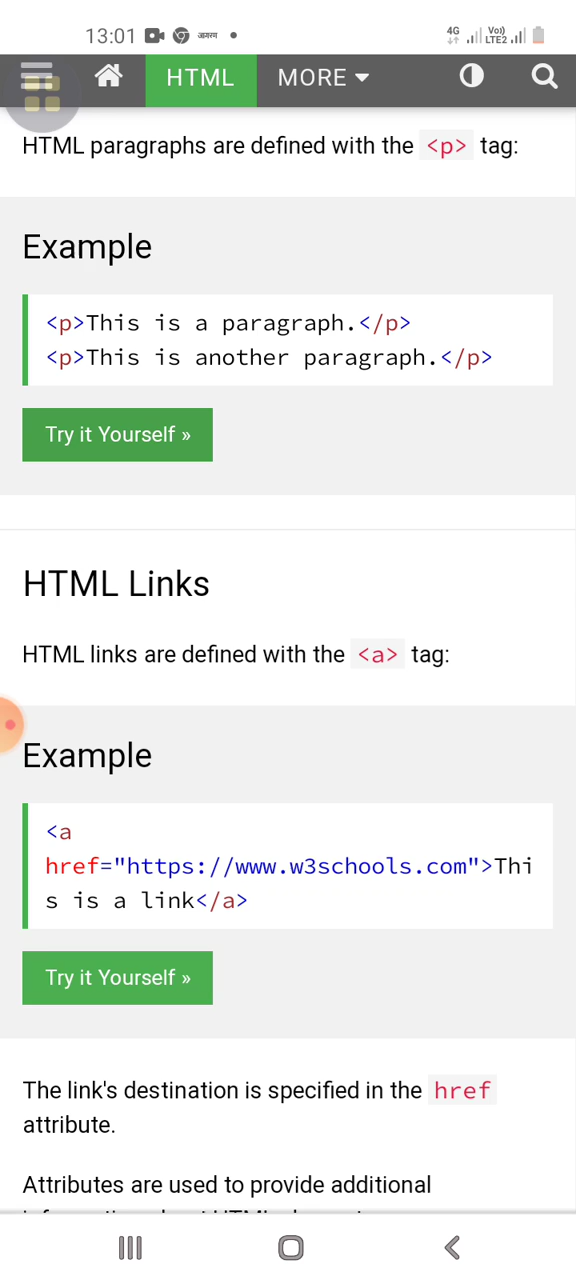 13:01 आमरण 4G Vo)) LTE2
HTML MORE
HTML paragraphs are defined with the <p> tag:
Example
<p>This is a paragraph.</p>
<p>This is another paragraph.</p>
Try it Yourself »
HTML Links
HTML links are defined with the <a> tag:
Example
<a
href="https://www.w3schools.com">Thi
s is a link</a>
Try it Yourself »
The link's destination is specified in the href
attribute.
Attributes are used to provide additional